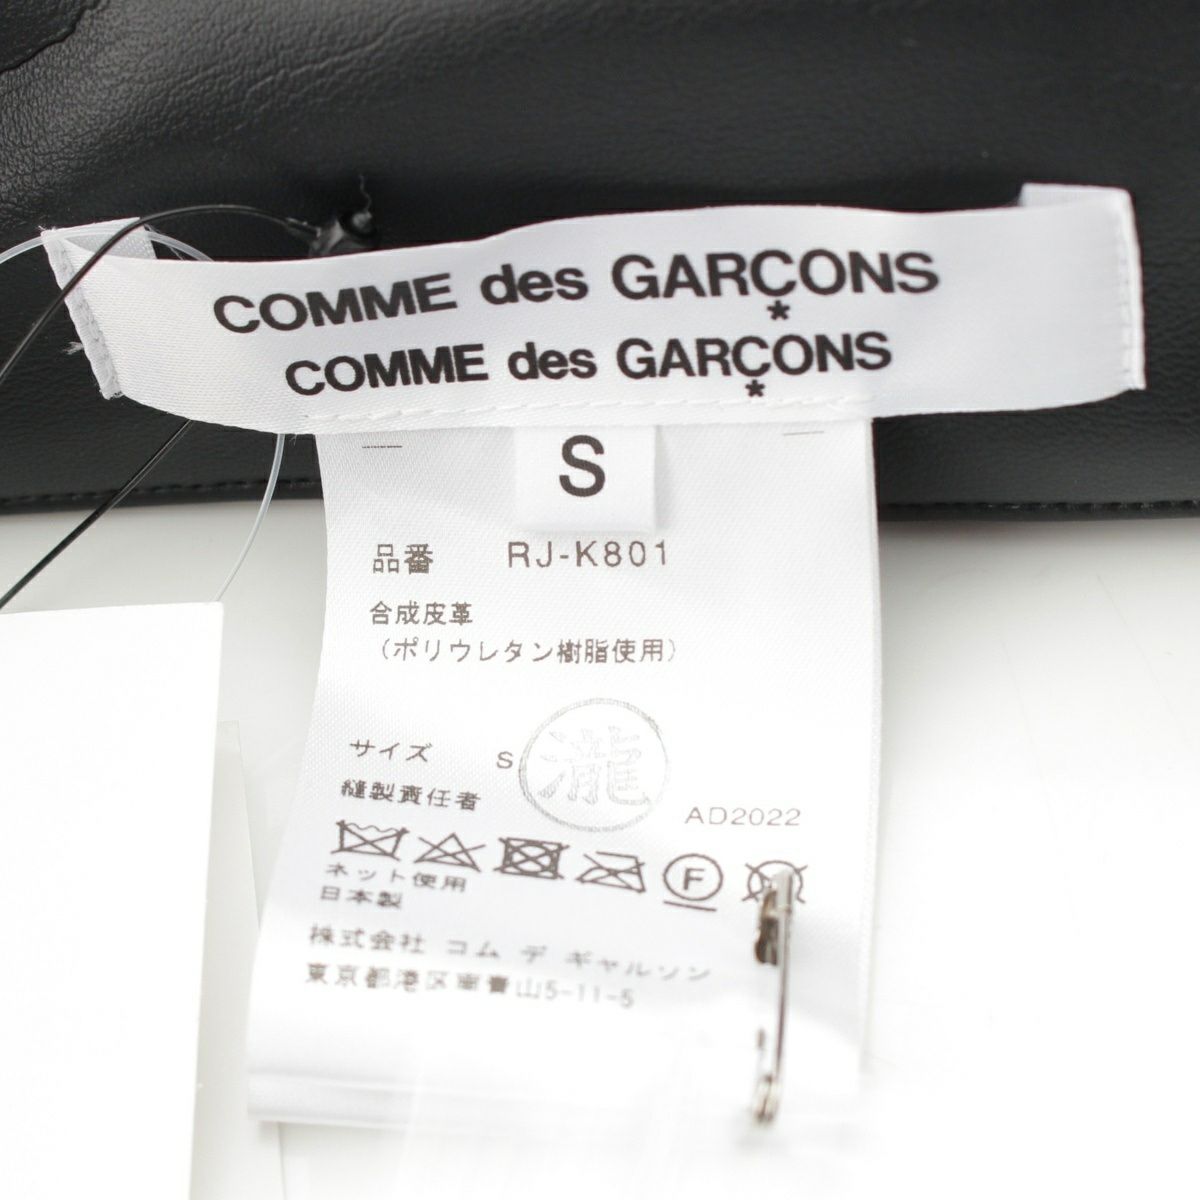 COMME des GARÇONS
COMME des GARÇONS
S
品番 RJ-K801
合成皮革
(ポリウレタン樹脂使用)
サイズ S
瀧
縫製責任者 AD2022
F
ネット使用
日本製
株式会社 コム デ ギャルソン
東京都港区南青山5-11-5